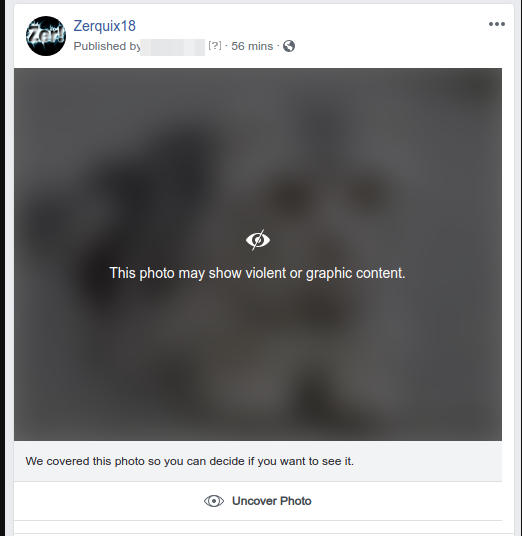 Zerquix18
Published by [?] · 56 mins ·
This photo may show violent or graphic content.
We covered this photo so you can decide if you want to see it.
Uncover Photo